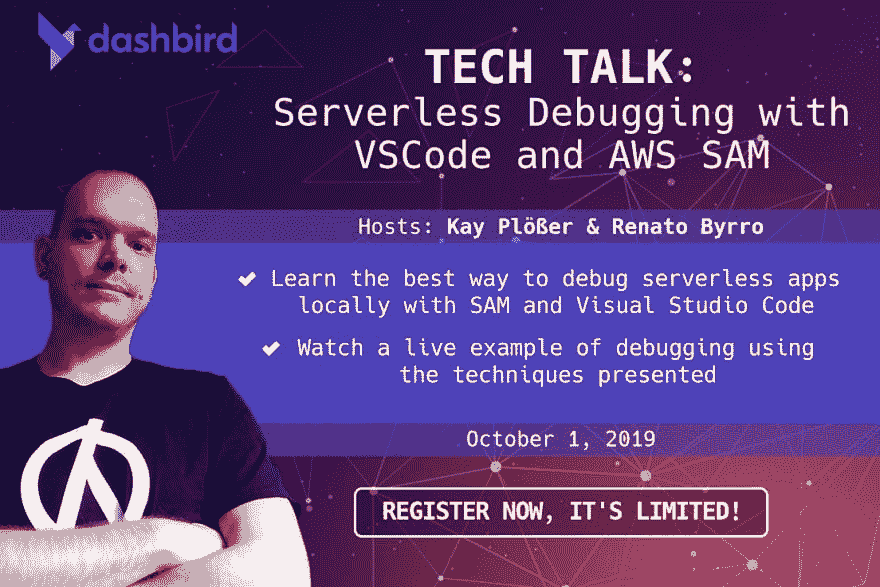 dashbird
TECH TALK:
Serverless Debugging with
VSCode and AWS SAM
Hosts: Kay Plößer & Renato Byrro
✔ Learn the best way to debug serverless apps
locally with SAM and Visual Studio Code
✔ Watch a live example of debugging using
the techniques presented
October 1, 2019
REGISTER NOW, IT'S LIMITED!